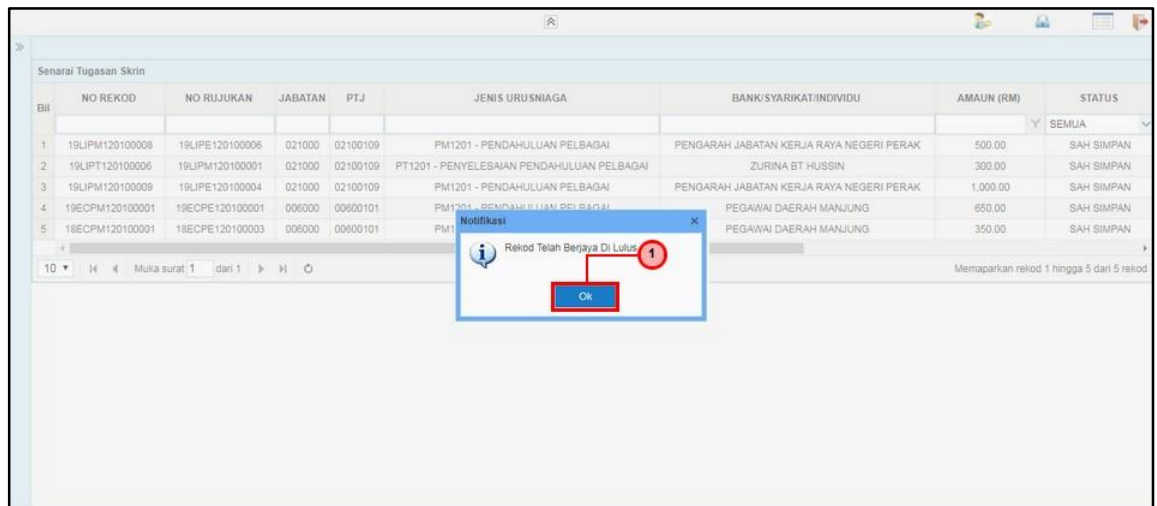 Senarai Tugasan Skrin
Bil NO REKOD NO RUJUKAN JABATAN PTJ JENIS URUSNIAGA BANK/SYARIKAT/INDIVIDU AMAUN (RM) STATUS
SEMUA
1 19LIPM120100008 19LIPE120100006 021000 02100109 PM1201 - PENDAHULUAN PELBAGAI PENGARAH JABATAN KERJA RAYA NEGERI PERAK 500.00 SAH SIMPAN
2 19LIPT120100006 19LIPM120100001 021000 02100109 PT1201 - PENYELESAIAN PENDAHULUAN PELBAGAI ZURINA BT HUSSIN 300.00 SAH SIMPAN
3 19LIPM120100009 19LIPE120100004 021000 02100109 PM1201 - PENDAHULUAN PELBAGAI PENGARAH JABATAN KERJA RAYA NEGERI PERAK 1,000.00 SAH SIMPAN
4 19ECPM120100001 19ECPE120100001 006000 00600101 PM1201 - PENDAHULUAN PELBAGAI PEGAWAI DAERAH MANJUNG 650.00 SAH SIMPAN
5 18ECPM120100001 18ECPE120100003 006000 00600101 PM1 PEGAWAI DAERAH MANJUNG 350.00 SAH SIMPAN
Notifikasi
Rekod Telah Berjaya Di Lulus
1
Ok
10 Muka surat 1 dari 1 Memaparkan rekod 1 hingga 5 dari 5 rekod